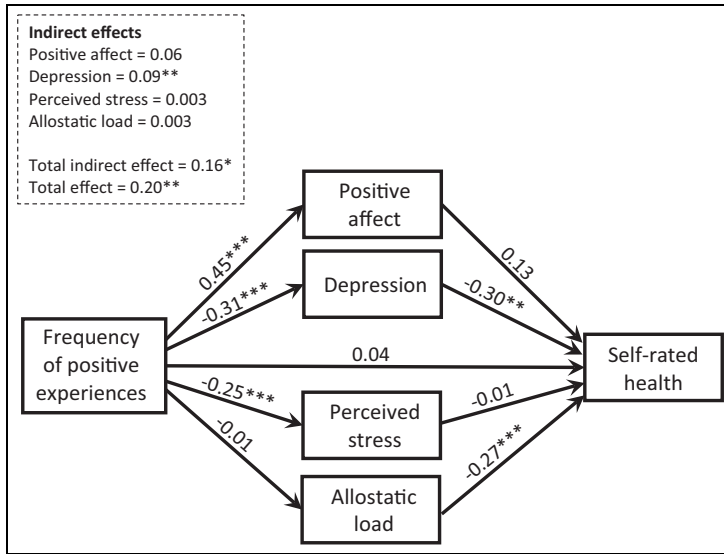 Indirect effects
Positive affect = 0.06
Depression = 0.09**
Perceived stress = 0.003
Allostatic load = 0.003
Total indirect effect = 0.16*
Total effect = 0.20**
Positive
affect
0.45***
0.13
Depression
-0.31***
-0.30**
Frequency
of positive
experiences
0.04
Self-rated
health
-0.25***
Perceived
stress
-0.01
-0.01
Allostatic
load
-0.27***